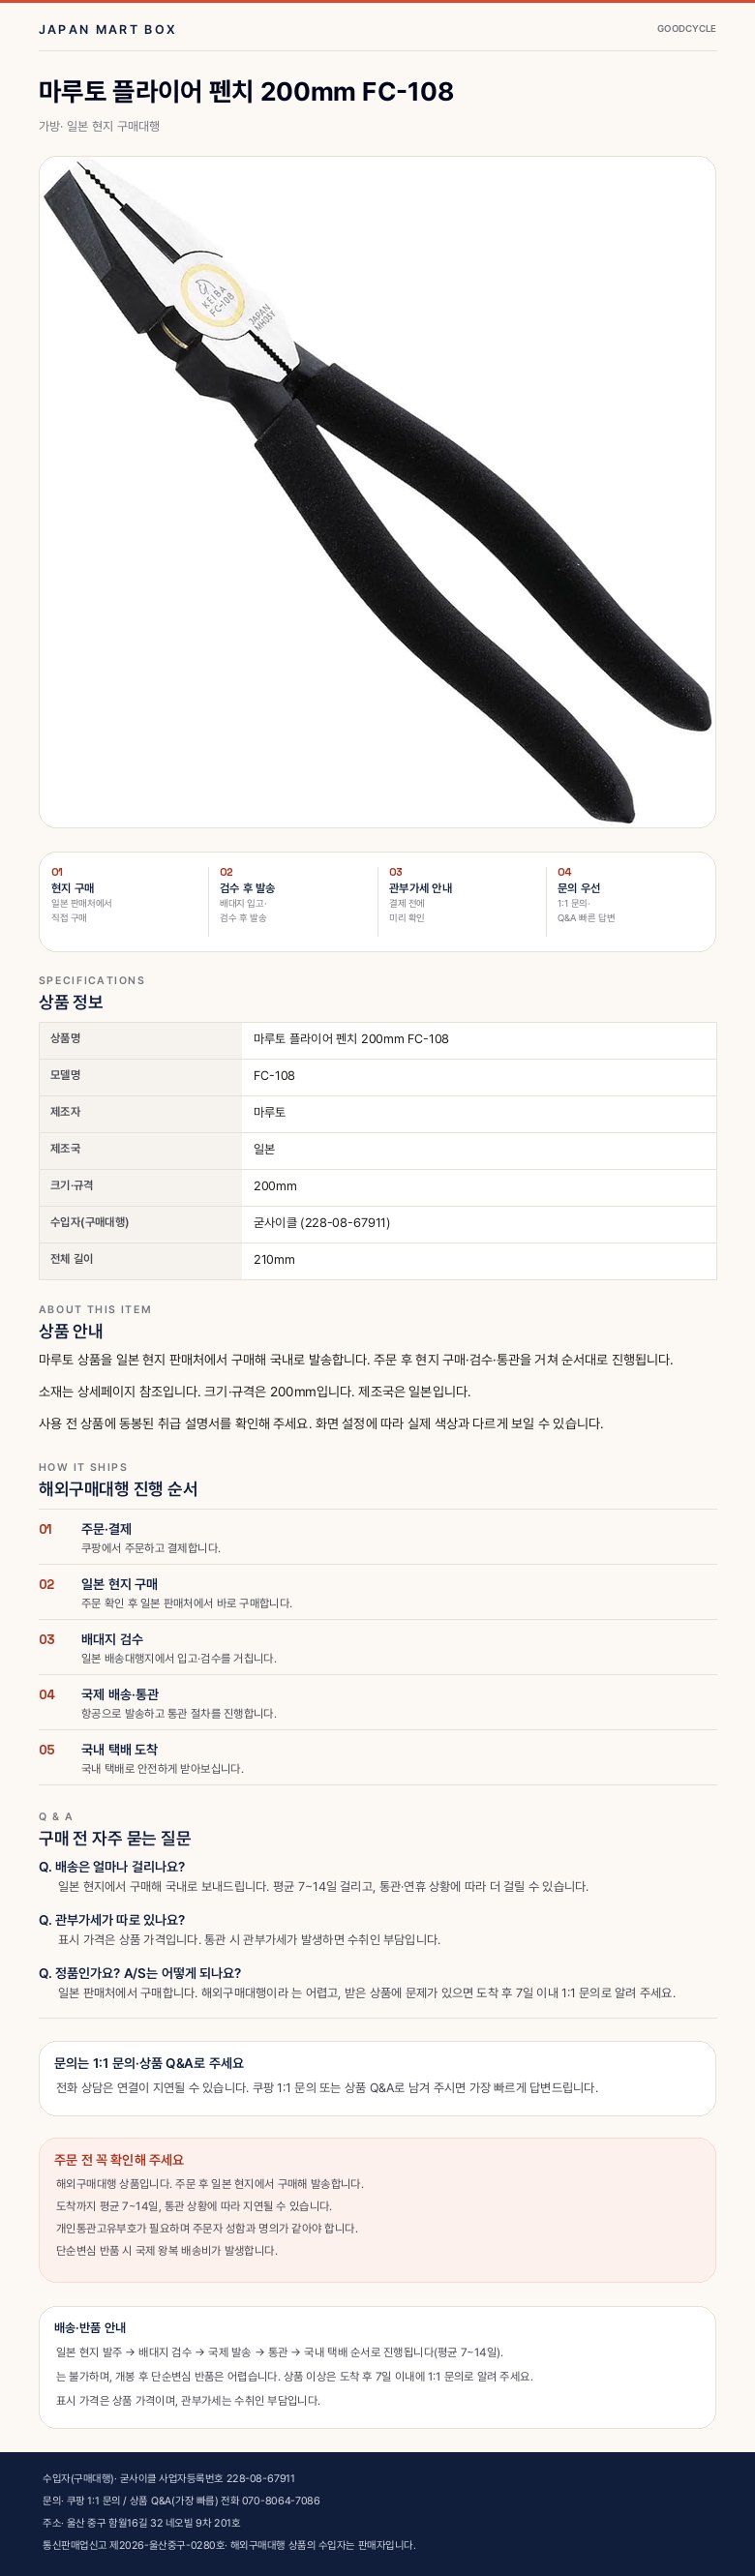 JAPAN MART BOX
GOODCYCLE
마루토 플라이어 펜치 200mm FC-108
가방· 일본 현지 구매대행
KEIBA
FC-108
JAPAN
MH05Y
01
현지 구매
일본 판매처에서
직접 구매
02
검수 후 발송
배대지 입고·
검수 후 발송
03
관부가세 안내
결제 전에
미리 확인
04
문의 우선
1:1 문의·
Q&A 빠른 답변
SPECIFICATIONS
상품 정보
상품명 마루토 플라이어 펜치 200mm FC-108
모델명 FC-108
제조자 마루토
제조국 일본
크기·규격 200mm
수입자(구매대행) 굳사이클 (228-08-67911)
전체 길이 210mm
ABOUT THIS ITEM
상품 안내
마루토 상품을 일본 현지 판매처에서 구매해 국내로 발송합니다. 주문 후 현지 구매·검수·통관을 거쳐 순서대로 진행됩니다.
소재는 상세페이지 참조입니다. 크기·규격은 200mm입니다. 제조국은 일본입니다.
사용 전 상품에 동봉된 취급 설명서를 확인해 주세요. 화면 설정에 따라 실제 색상과 다르게 보일 수 있습니다.
HOW IT SHIPS
해외구매대행 진행 순서
01 주문·결제
쿠팡에서 주문하고 결제합니다.
02 일본 현지 구매
주문 확인 후 일본 판매처에서 바로 구매합니다.
03 배대지 검수
일본 배송대행지에서 입고·검수를 거칩니다.
04 국제 배송·통관
항공으로 발송하고 통관 절차를 진행합니다.
05 국내 택배 도착
국내 택배로 안전하게 받아보십니다.
Q & A
구매 전 자주 묻는 질문
Q. 배송은 얼마나 걸리나요?
일본 현지에서 구매해 국내로 보내드립니다. 평균 7~14일 걸리고, 통관·연휴 상황에 따라 더 걸릴 수 있습니다.
Q. 관부가세가 따로 있나요?
표시 가격은 상품 가격입니다. 통관 시 관부가세가 발생하면 수취인 부담입니다.
Q. 정품인가요? A/S는 어떻게 되나요?
일본 판매처에서 구매합니다. 해외구매대행이라 는 어렵고, 받은 상품에 문제가 있으면 도착 후 7일 이내 1:1 문의로 알려 주세요.
문의는 1:1 문의·상품 Q&A로 주세요
전화 상담은 연결이 지연될 수 있습니다. 쿠팡 1:1 문의 또는 상품 Q&A로 남겨 주시면 가장 빠르게 답변드립니다.
주문 전 꼭 확인해 주세요
해외구매대행 상품입니다. 주문 후 일본 현지에서 구매해 발송합니다.
도착까지 평균 7~14일, 통관 상황에 따라 지연될 수 있습니다.
개인통관고유부호가 필요하며 주문자 성함과 명의가 같아야 합니다.
단순변심 반품 시 국제 왕복 배송비가 발생합니다.
배송·반품 안내
일본 현지 발주 → 배대지 검수 → 국제 발송 → 통관 → 국내 택배 순서로 진행됩니다(평균 7~14일).
는 불가하며, 개봉 후 단순변심 반품은 어렵습니다. 상품 이상은 도착 후 7일 이내에 1:1 문의로 알려 주세요.
표시 가격은 상품 가격이며, 관부가세는 수취인 부담입니다.
수입자(구매대행)· 굳사이클 사업자등록번호 228-08-67911
문의· 쿠팡 1:1 문의 / 상품 Q&A(가장 빠름) 전화 070-8064-7086
주소· 울산 중구 함월16길 32 네오빌 9차 201호
통신판매업신고 제2026-울산중구-0280호· 해외구매대행 상품의 수입자는 판매자입니다.